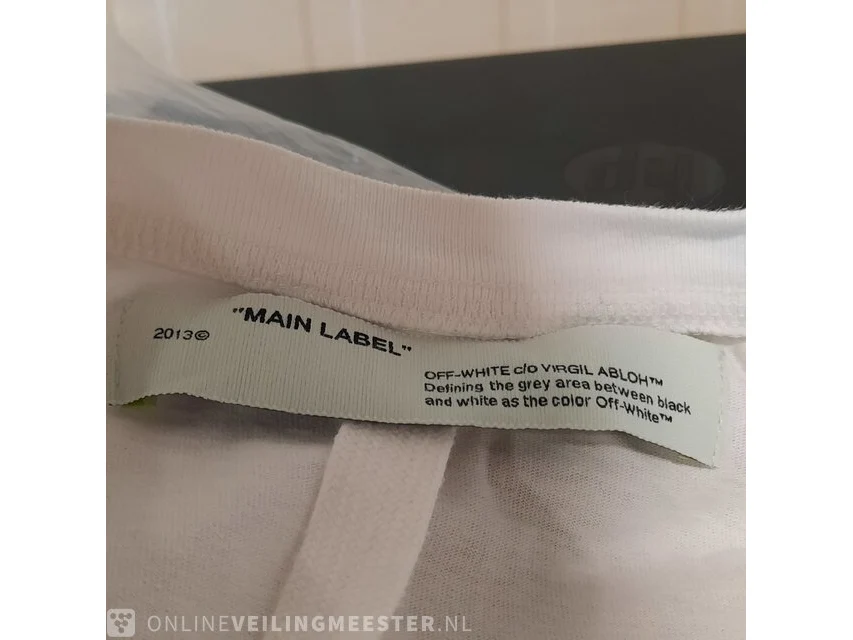 2013©
"MAIN LABEL"
OFF-WHITE c/o VIRGIL ABLOH™
Defining the grey area between black
and white as the color Off-White™
ONLINEVEILINGMEESTER.NL